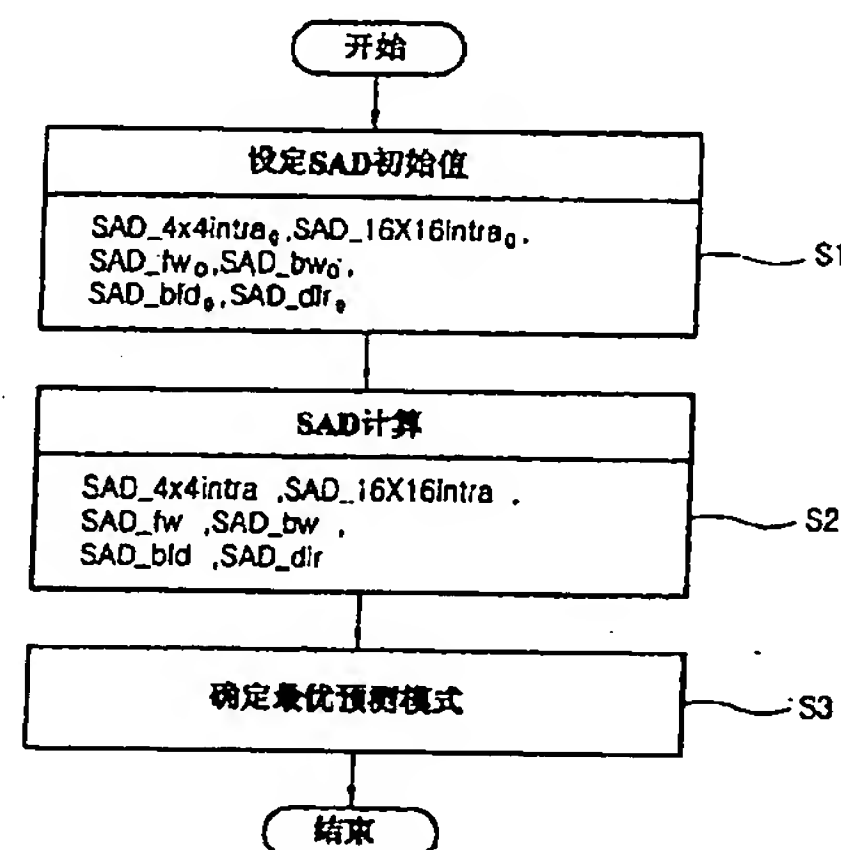 开始
设定SAD初始值
SAD_4x4intra₀,SAD_16X16intra₀,
SAD_fw₀,SAD_bw₀,
SAD_bid₀,SAD_dir₀
S1
SAD计算
SAD_4x4intra ,SAD_16X16intra ,
SAD_fw ,SAD_bw ,
SAD_bid ,SAD_dir
S2
确定最优预测模式
S3
结束